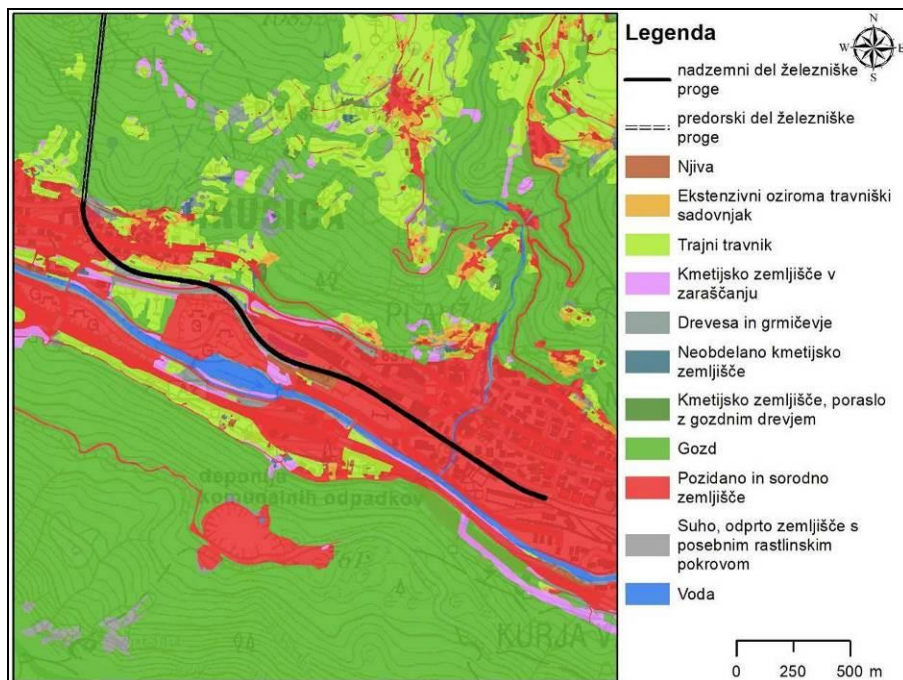 Legenda
N
W
E
S
nadzemni del železniške
proge
predorski del železniške
proge
Njiva
Ekstenzivni oziroma travniški
sadovnjak
Trajni travnik
Kmetijsko zemljišče v
zaraščanju
Drevesa in grmičevje
Neobdelano kmetijsko
zemljišče
Kmetijsko zemljišče, poraslo
z gozdnim drevjem
Gozd
Pozidano in sorodno
zemljišče
Suho, odprto zemljišče s
posebnim rastlinskim
pokrovom
Voda
0 250 500 m
deponija
komunalnih odpadkov
KURJA V